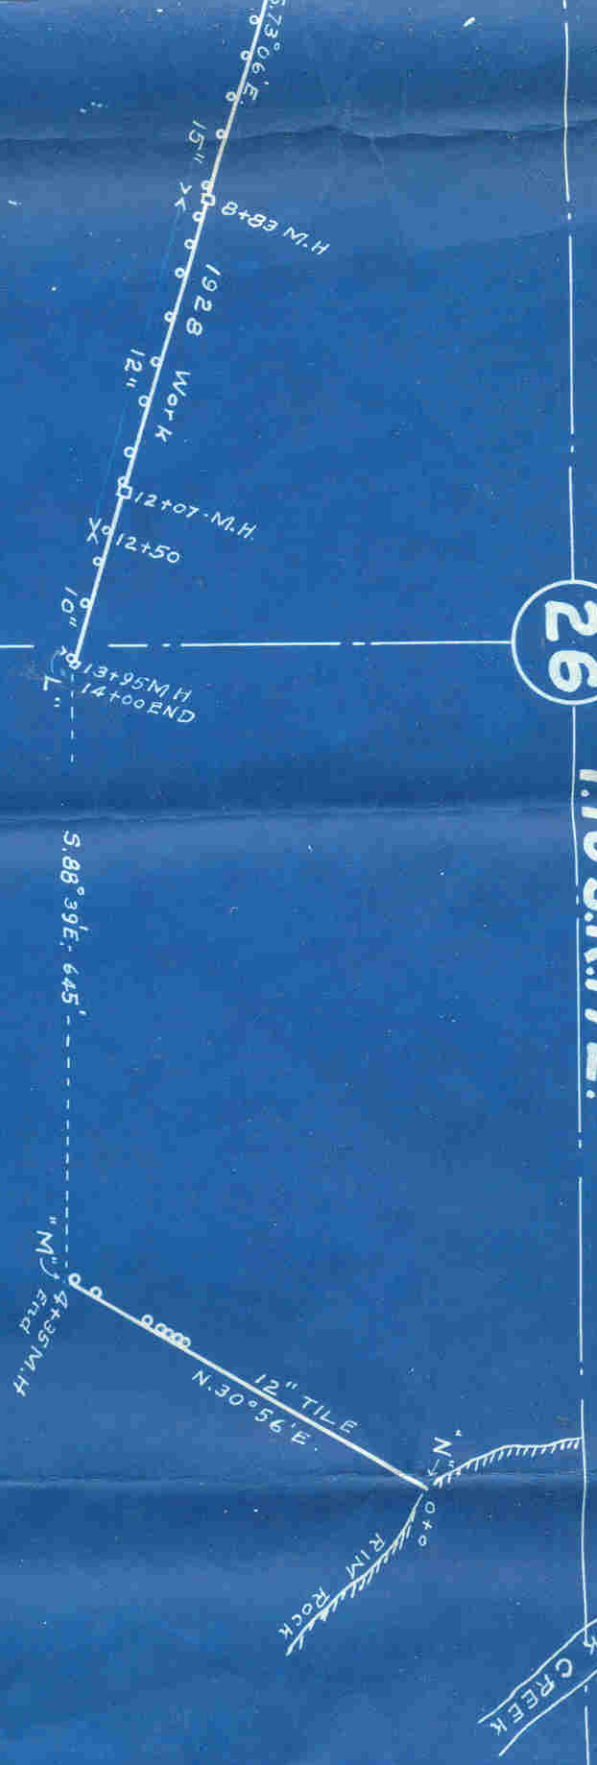 S.73°06'E.
15"
8+83 M.H
1928 Work
12"
12+07-M.H.
12+50
10"
13+95 M H
14+00 END
"L"
26
S.88°39'E.- 645'
"M"
4+35 M.H
End
12" TILE
N.30°56'E.
"N"
0+0
RIM ROCK
CREEK